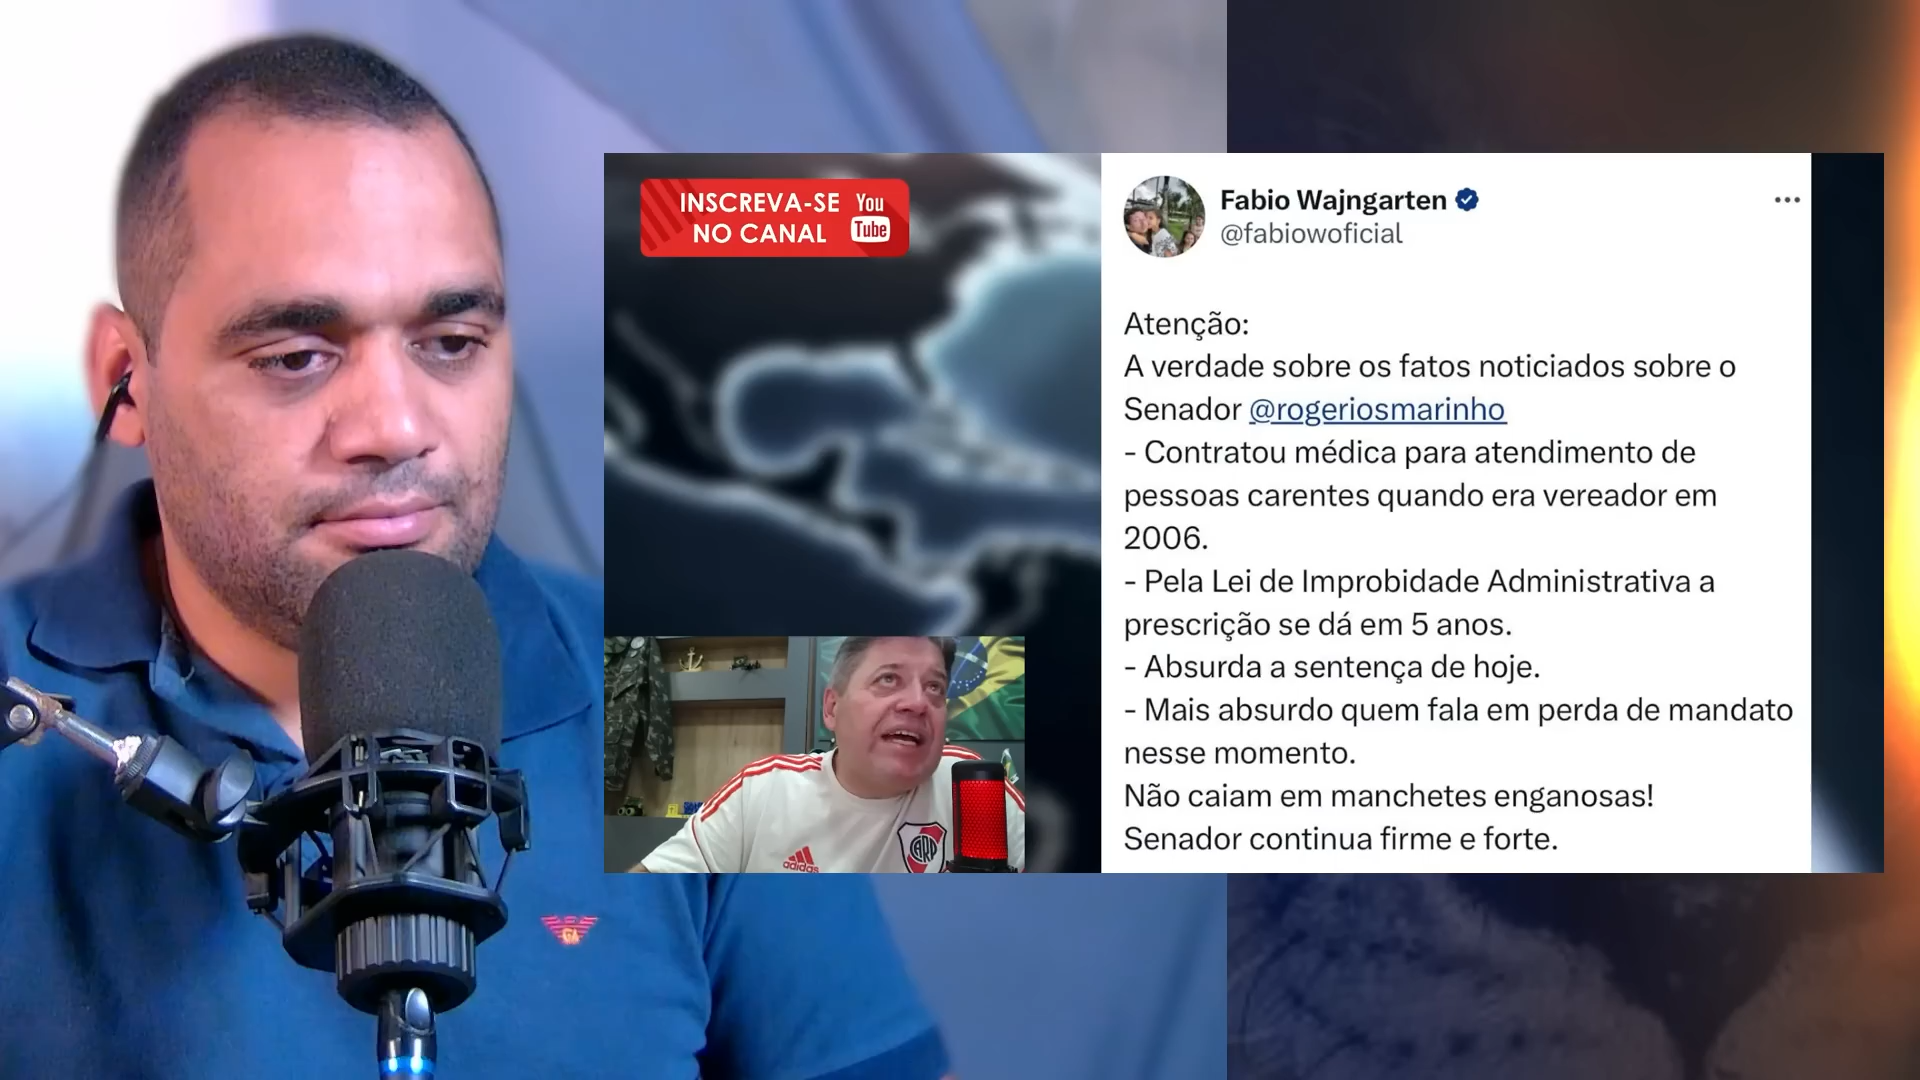 INSCREVA-SE
NO CANAL
You
Tube
Fabio Wajngarten
@fabiowoficial
Atenção:
A verdade sobre os fatos noticiados sobre o
Senador @rogeriosmarinho
- Contratou médica para atendimento de
pessoas carentes quando era vereador em
2006.
- Pela Lei de Improbidade Administrativa a
prescrição se dá em 5 anos.
- Absurda a sentença de hoje.
- Mais absurdo quem fala em perda de mandato
nesse momento.
Não caiam em manchetes enganosas!
Senador continua firme e forte.
adidas
CARP
GA